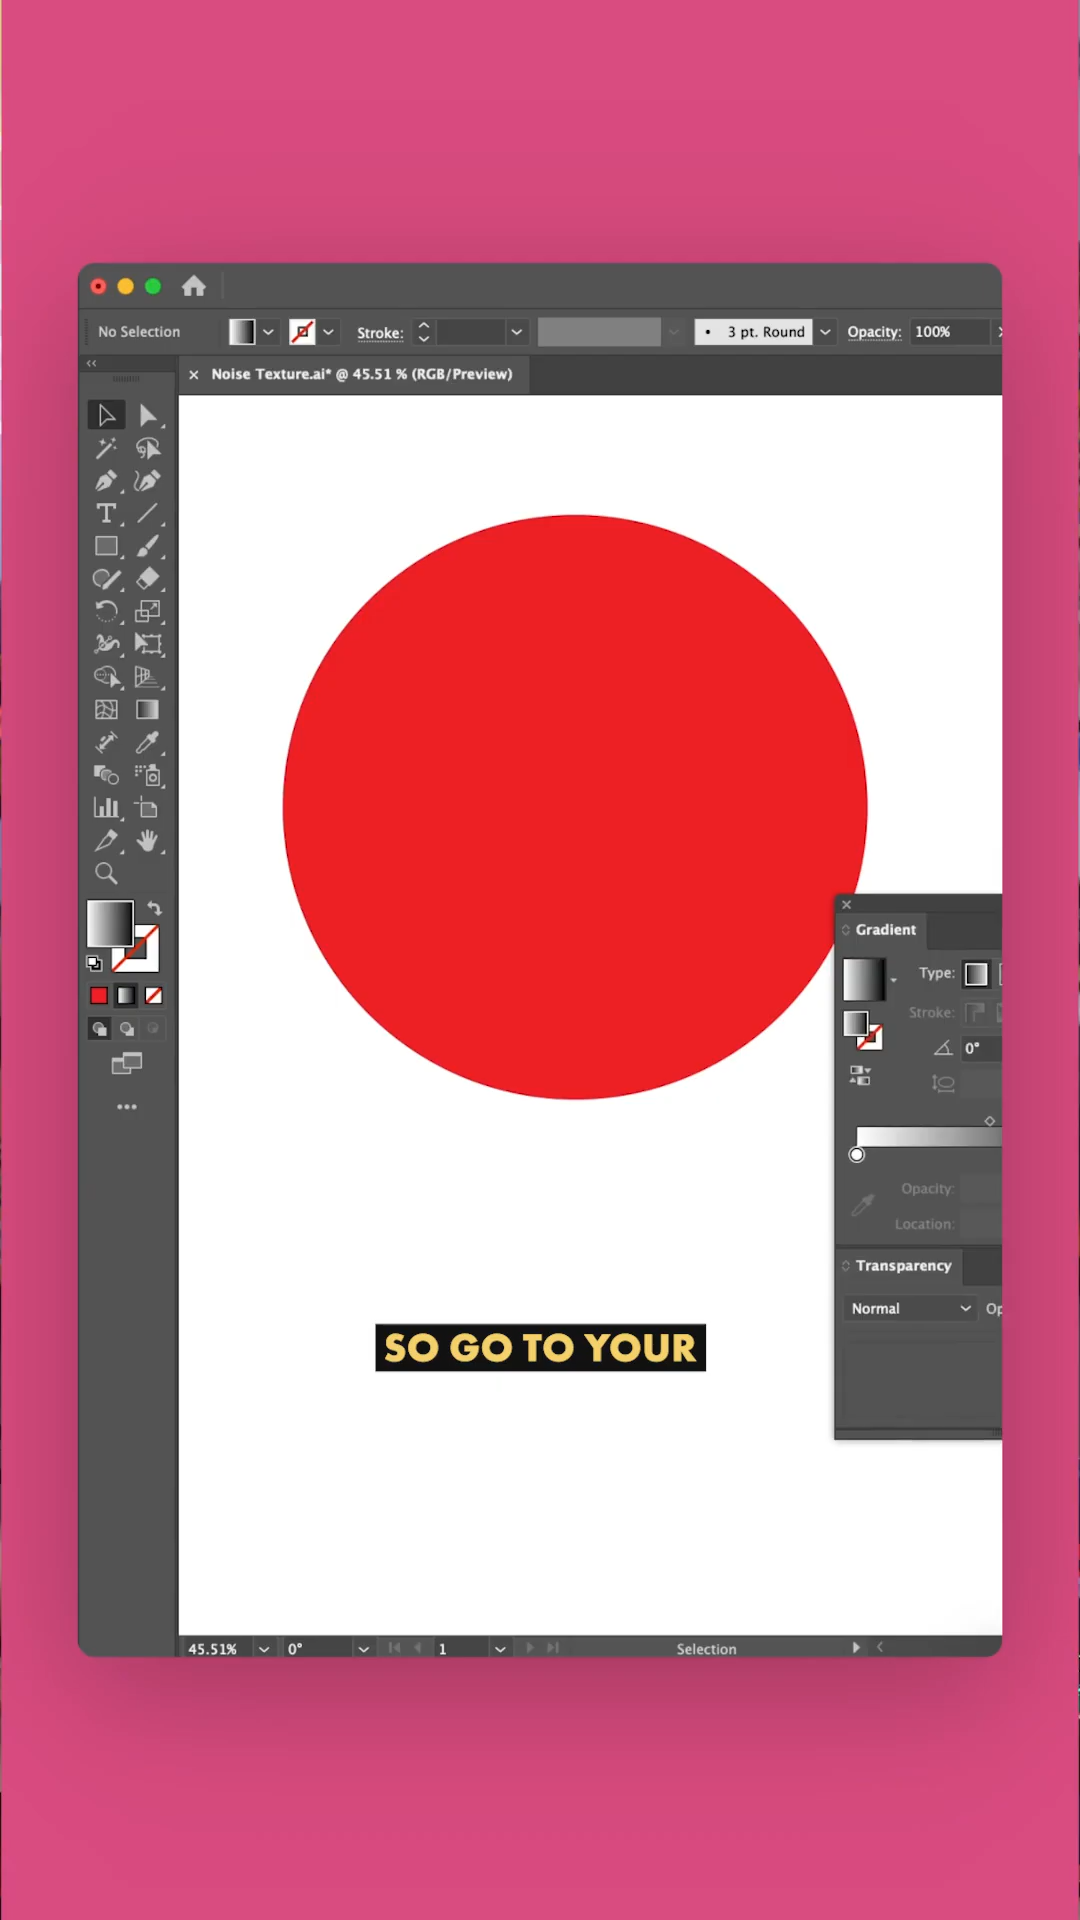 No Selection
Stroke:
3 pt. Round
Opacity: 100%
Noise Texture.ai* @ 45.51 % (RGB/Preview)
Gradient
Type:
Stroke:
0°
Opacity:
Location:
Transparency
Normal
Op
SO GO TO YOUR
45.51%
0°
1
Selection